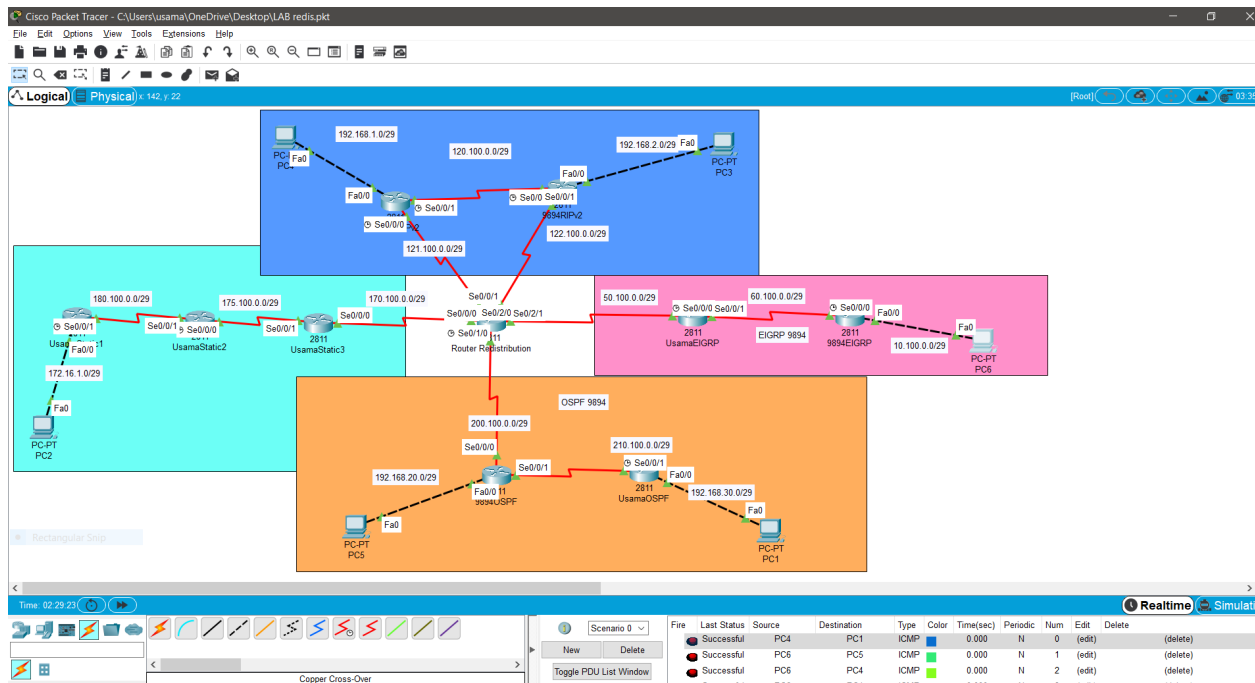 Cisco Packet Tracer - C:\Users\usama\OneDrive\Desktop\LAB redis.pkt
File Edit Options View Tools Extensions Help
Logical Physical x: 142, y: 22 [Root] 03:39
192.168.1.0/29
120.100.0.0/29
192.168.2.0/29 Fa0
PC-PT
PC3
Fa0
Fa0/0
Fa0/0
Se0/0/1
Se0/0/1
9894RIPv2
Se0/0/0
121.100.0.0/29
122.100.0.0/29
180.100.0.0/29
175.100.0.0/29
170.100.0.0/29
Se0/0/1
Se0/0/1
Se0/0/0
UsamaStatic2
Se0/0/1
Se0/0/0
2811
UsamaStatic3
Se0/0/1
Se0/0/0
Se0/2/0
Se0/2/1
Se0/1/0
Router Redistribution
50.100.0.0/29
60.100.0.0/29
Se0/0/0
Se0/0/1
2811
UsamaEIGRP
EIGRP 9894
Se0/0/0
Fa0/0
2811
9894EIGRP
10.100.0.0/29
Fa0
PC-PT
PC6
Fa0/0
172.16.1.0/29
Fa0
PC-PT
PC2
OSPF 9894
200.100.0.0/29
Se0/0/0
Se0/0/1
210.100.0.0/29
Se0/0/1
Fa0/0
2811
UsamaOSPF
192.168.20.0/29
Fa0/0
9894OSPF
192.168.30.0/29
Fa0
PC-PT
PC5
Fa0
PC-PT
PC1
Rectangular Snip
Time: 02:29:23
Realtime Simulati
Scenario 0
New Delete
Toggle PDU List Window
Copper Cross-Over
Fire Last Status Source Destination Type Color Time(sec) Periodic Num Edit Delete
Successful PC4 PC1 ICMP 0.000 N 0 (edit) (delete)
Successful PC6 PC5 ICMP 0.000 N 1 (edit) (delete)
Successful PC6 PC4 ICMP 0.000 N 2 (edit) (delete)